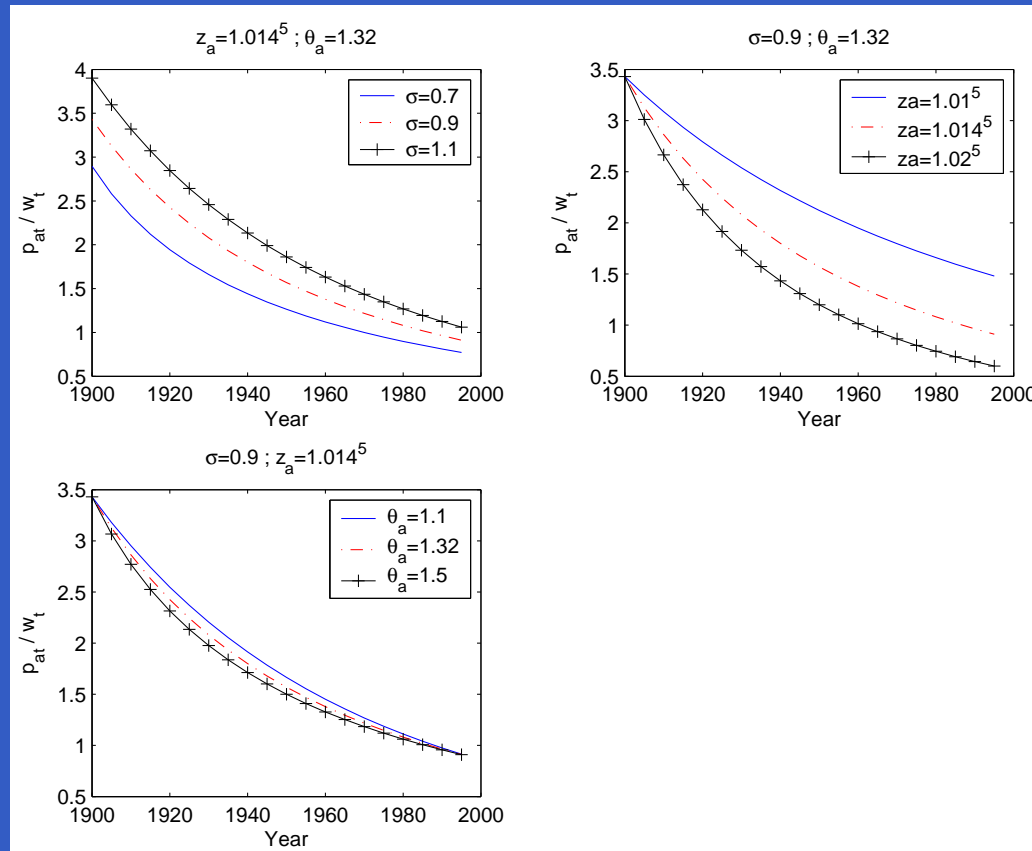 z_a=1.014^5 ; θ_a=1.32
4
3.5
3
2.5
2
1.5
1
0.5
p_at / w_t
1900 1920 1940 1960 1980 2000
Year
σ=0.7
σ=0.9
σ=1.1
σ=0.9 ; θ_a=1.32
3.5
3
2.5
2
1.5
1
0.5
p_at / w_t
1900 1920 1940 1960 1980 2000
Year
za=1.01^5
za=1.014^5
za=1.02^5
σ=0.9 ; z_a=1.014^5
3.5
3
2.5
2
1.5
1
0.5
p_at / w_t
1900 1920 1940 1960 1980 2000
Year
θ_a=1.1
θ_a=1.32
θ_a=1.5